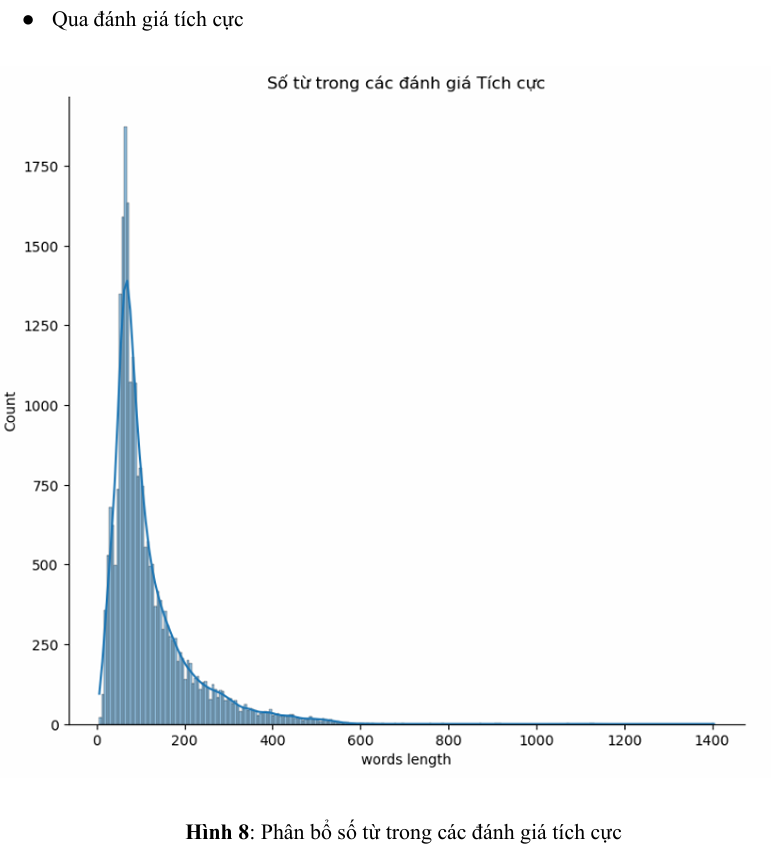 ● Qua đánh giá tích cực
Số từ trong các đánh giá Tích cực
1750
1500
1250
1000
750
500
250
0
Count
0 200 400 600 800 1000 1200 1400
words length
Hình 8: Phân bổ số từ trong các đánh giá tích cực